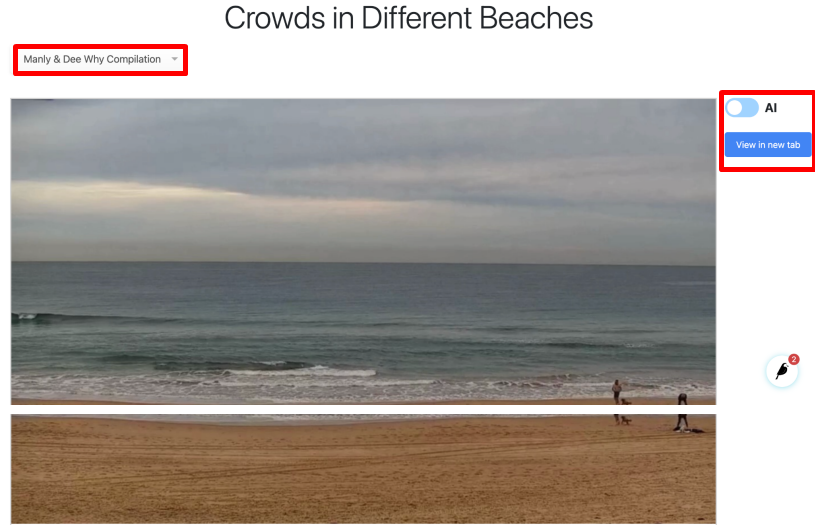 Crowds in Different Beaches
Manly & Dee Why Compilation
AI
View in new tab
2